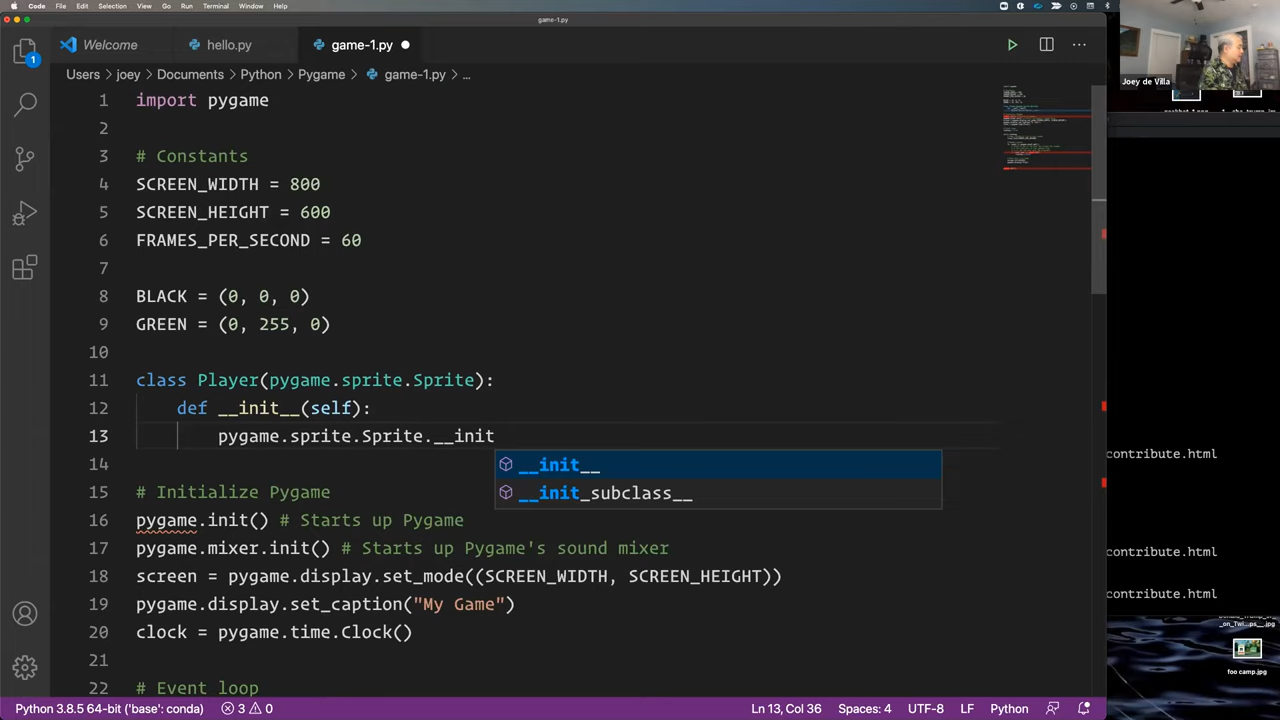 Code File Edit Selection View Go Run Terminal Window Help
game-1.py
Welcome hello.py game-1.py
Users > joey > Documents > Python > Pygame > game-1.py > ...
1 import pygame
2
3 # Constants
4 SCREEN_WIDTH = 800
5 SCREEN_HEIGHT = 600
6 FRAMES_PER_SECOND = 60
7
8 BLACK = (0, 0, 0)
9 GREEN = (0, 255, 0)
10
11 class Player(pygame.sprite.Sprite):
12 def __init__(self):
13 pygame.sprite.Sprite.__init
__init__
__init_subclass__
14
15 # Initialize Pygame
16 pygame.init() # Starts up Pygame
17 pygame.mixer.init() # Starts up Pygame's sound mixer
18 screen = pygame.display.set_mode((SCREEN_WIDTH, SCREEN_HEIGHT))
19 pygame.display.set_caption("My Game")
20 clock = pygame.time.Clock()
21
22 # Event loop
1
Python 3.8.5 64-bit ('base': conda) 3 0 Ln 13, Col 36 Spaces: 4 UTF-8 LF Python
Joey de Villa
contribute.html
contribute.html
contribute.html
foo camp.jpg